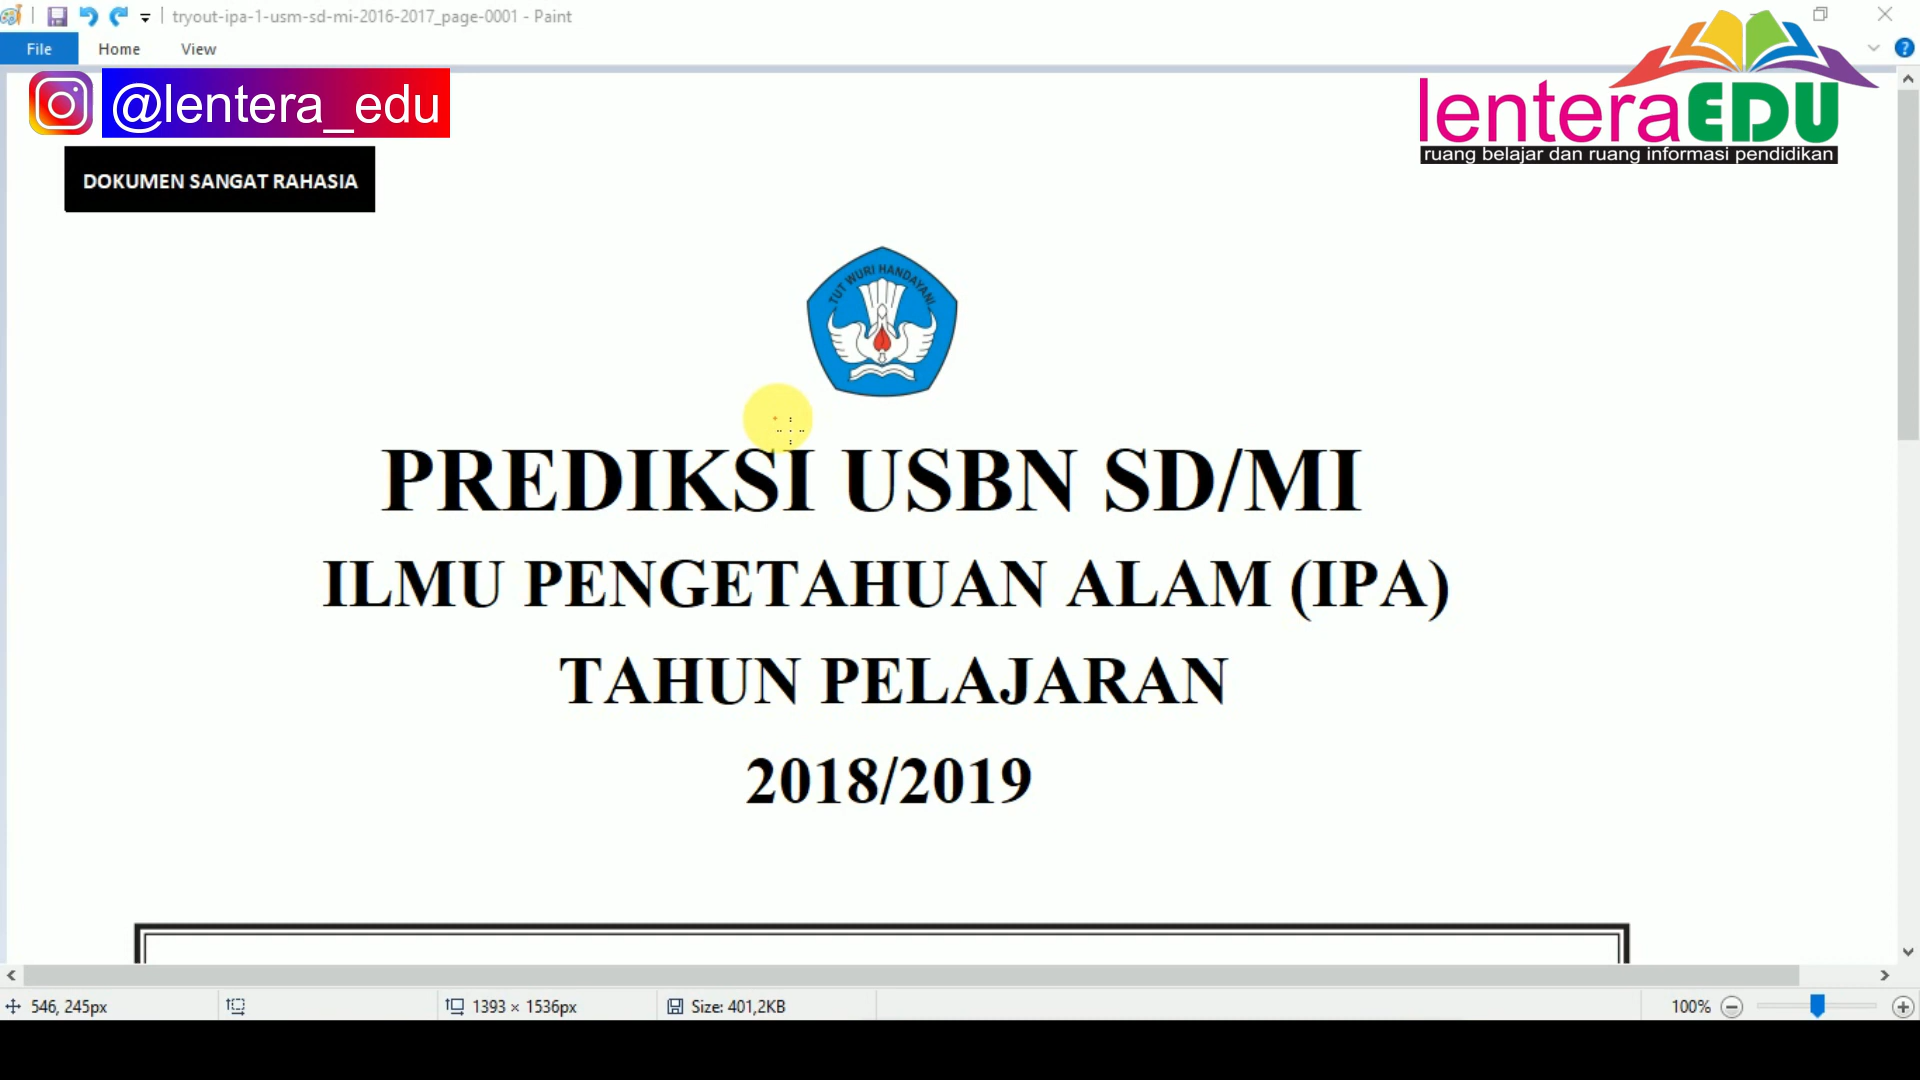 tryout-ipa-1-usm-sd-mi-2016-2017_page-0001 - Paint
File Home View
@lentera_edu
lenteraEDU
ruang belajar dan ruang informasi pendidikan
DOKUMEN SANGAT RAHASIA
TUT WURI HANDAYANI
PREDIKSI USBN SD/MI
ILMU PENGETAHUAN ALAM (IPA)
TAHUN PELAJARAN
2018/2019
546, 245px 1393 × 1536px Size: 401,2KB 100%